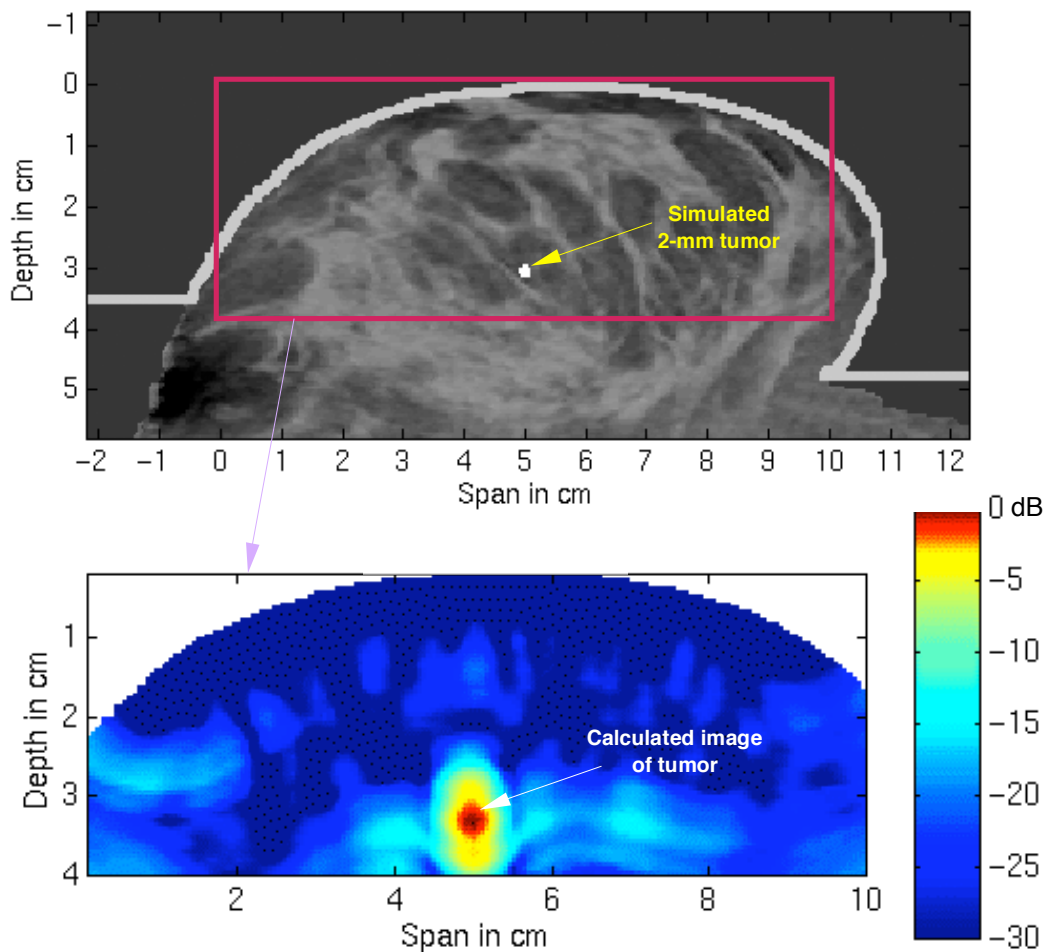 −1
0
1
2
3
4
5
Depth in cm
Simulated
2-mm tumor
−2 −1 0 1 2 3 4 5 6 7 8 9 10 11 12
Span in cm
0 dB
−5
−10
−15
−20
−25
−30
1
2
3
4
Depth in cm
Calculated image
of tumor
2 4 6 8 10
Span in cm